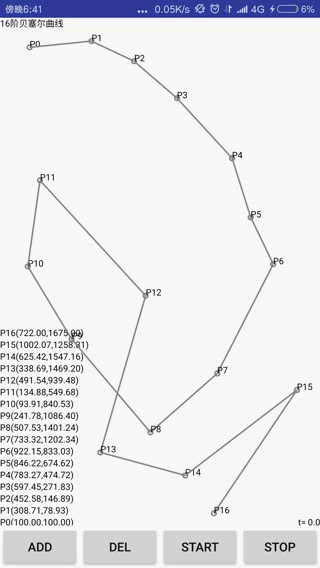 傍晚6:41 ... 0.05K/s 4G 6%
16阶贝塞尔曲线
P0
P1
P2
P3
P4
P5
P6
P11
P10
P12
P9
P7
P15
P8
P13
P14
P16
P16(722.00,1675.00)
P15(1002.07,1258.31)
P14(625.42,1547.16)
P13(338.69,1469.20)
P12(491.54,939.48)
P11(134.88,549.68)
P10(93.91,840.53)
P9(241.78,1086.40)
P8(507.53,1401.24)
P7(733.32,1202.34)
P6(922.15,833.03)
P5(846.22,674.62)
P4(783.27,474.72)
P3(597.45,271.83)
P2(452.58,146.89)
P1(308.71,78.93)
P0(100.00,100.00)
t= 0.0
ADD DEL START STOP